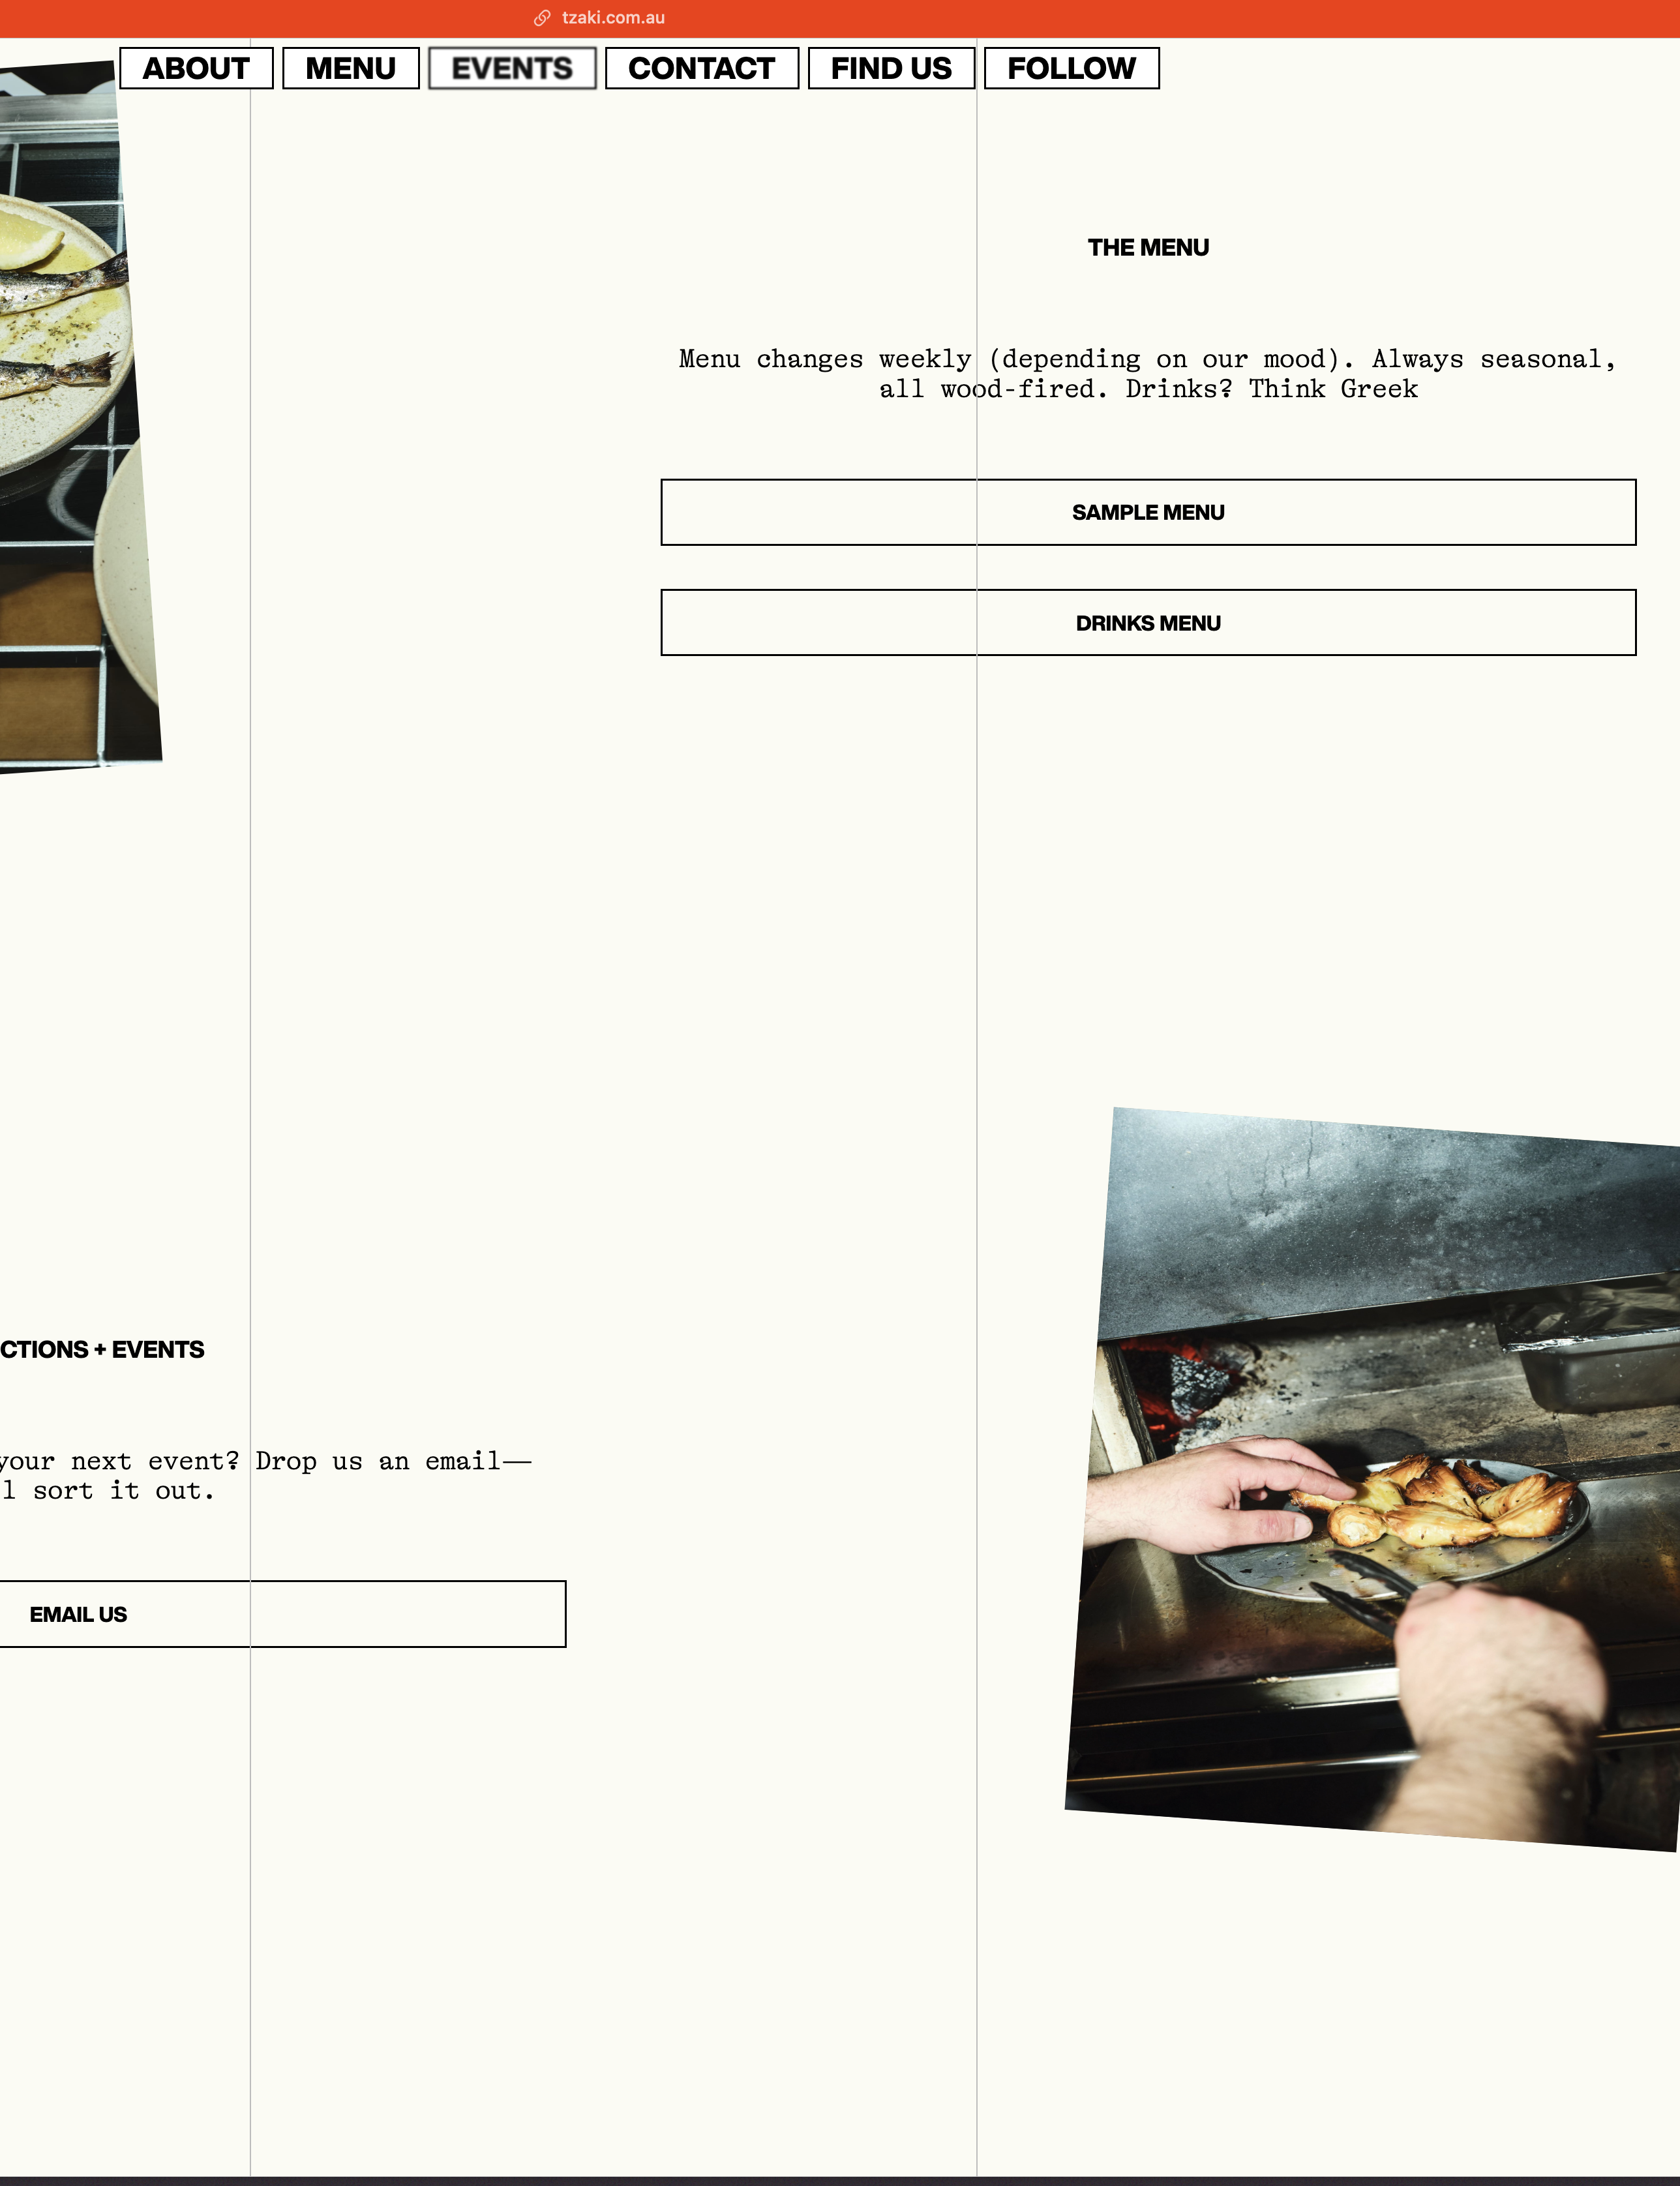 tzaki.com.au
ABOUT MENU EVENTS CONTACT FIND US FOLLOW
THE MENU
Menu changes weekly (depending on our mood). Always seasonal,
all wood-fired. Drinks? Think Greek
SAMPLE MENU
DRINKS MENU
CTIONS + EVENTS
your next event? Drop us an email—
l sort it out.
EMAIL US